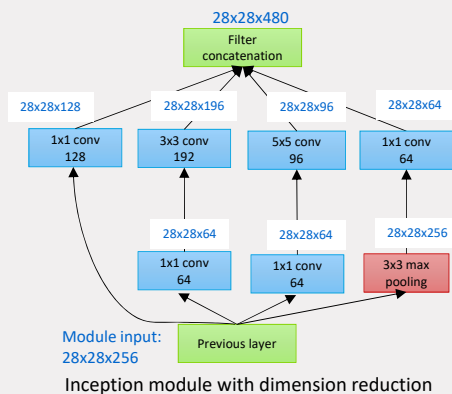 28x28x480
Filter
concatenation
28x28x128
28x28x196
28x28x96
28x28x64
1x1 conv
128
3x3 conv
192
5x5 conv
96
1x1 conv
64
28x28x64
28x28x64
28x28x256
1x1 conv
64
1x1 conv
64
3x3 max
pooling
Module input:
28x28x256
Previous layer
Inception module with dimension reduction